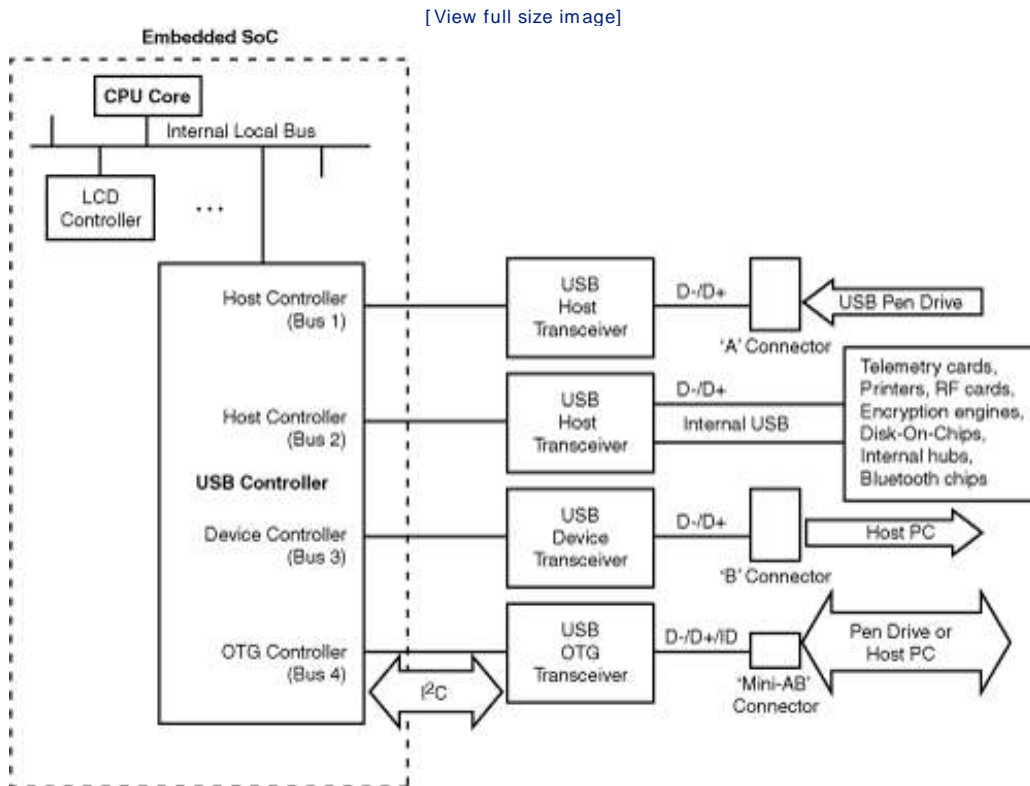 [View full size image]
Embedded SoC
CPU Core
Internal Local Bus
LCD
Controller
...
Host Controller
(Bus 1)
USB
Host
Transceiver
D-/D+
'A' Connector
USB Pen Drive
Host Controller
(Bus 2)
USB
Host
Transceiver
D-/D+
Internal USB
Telemetry cards,
Printers, RF cards,
Encryption engines,
Disk-On-Chips,
Internal hubs,
Bluetooth chips
USB Controller
Device Controller
(Bus 3)
USB
Device
Transceiver
D-/D+
'B' Connector
Host PC
OTG Controller
(Bus 4)
I²C
USB
OTG
Transceiver
D-/D+/ID
'Mini-AB'
Connector
Pen Drive or
Host PC